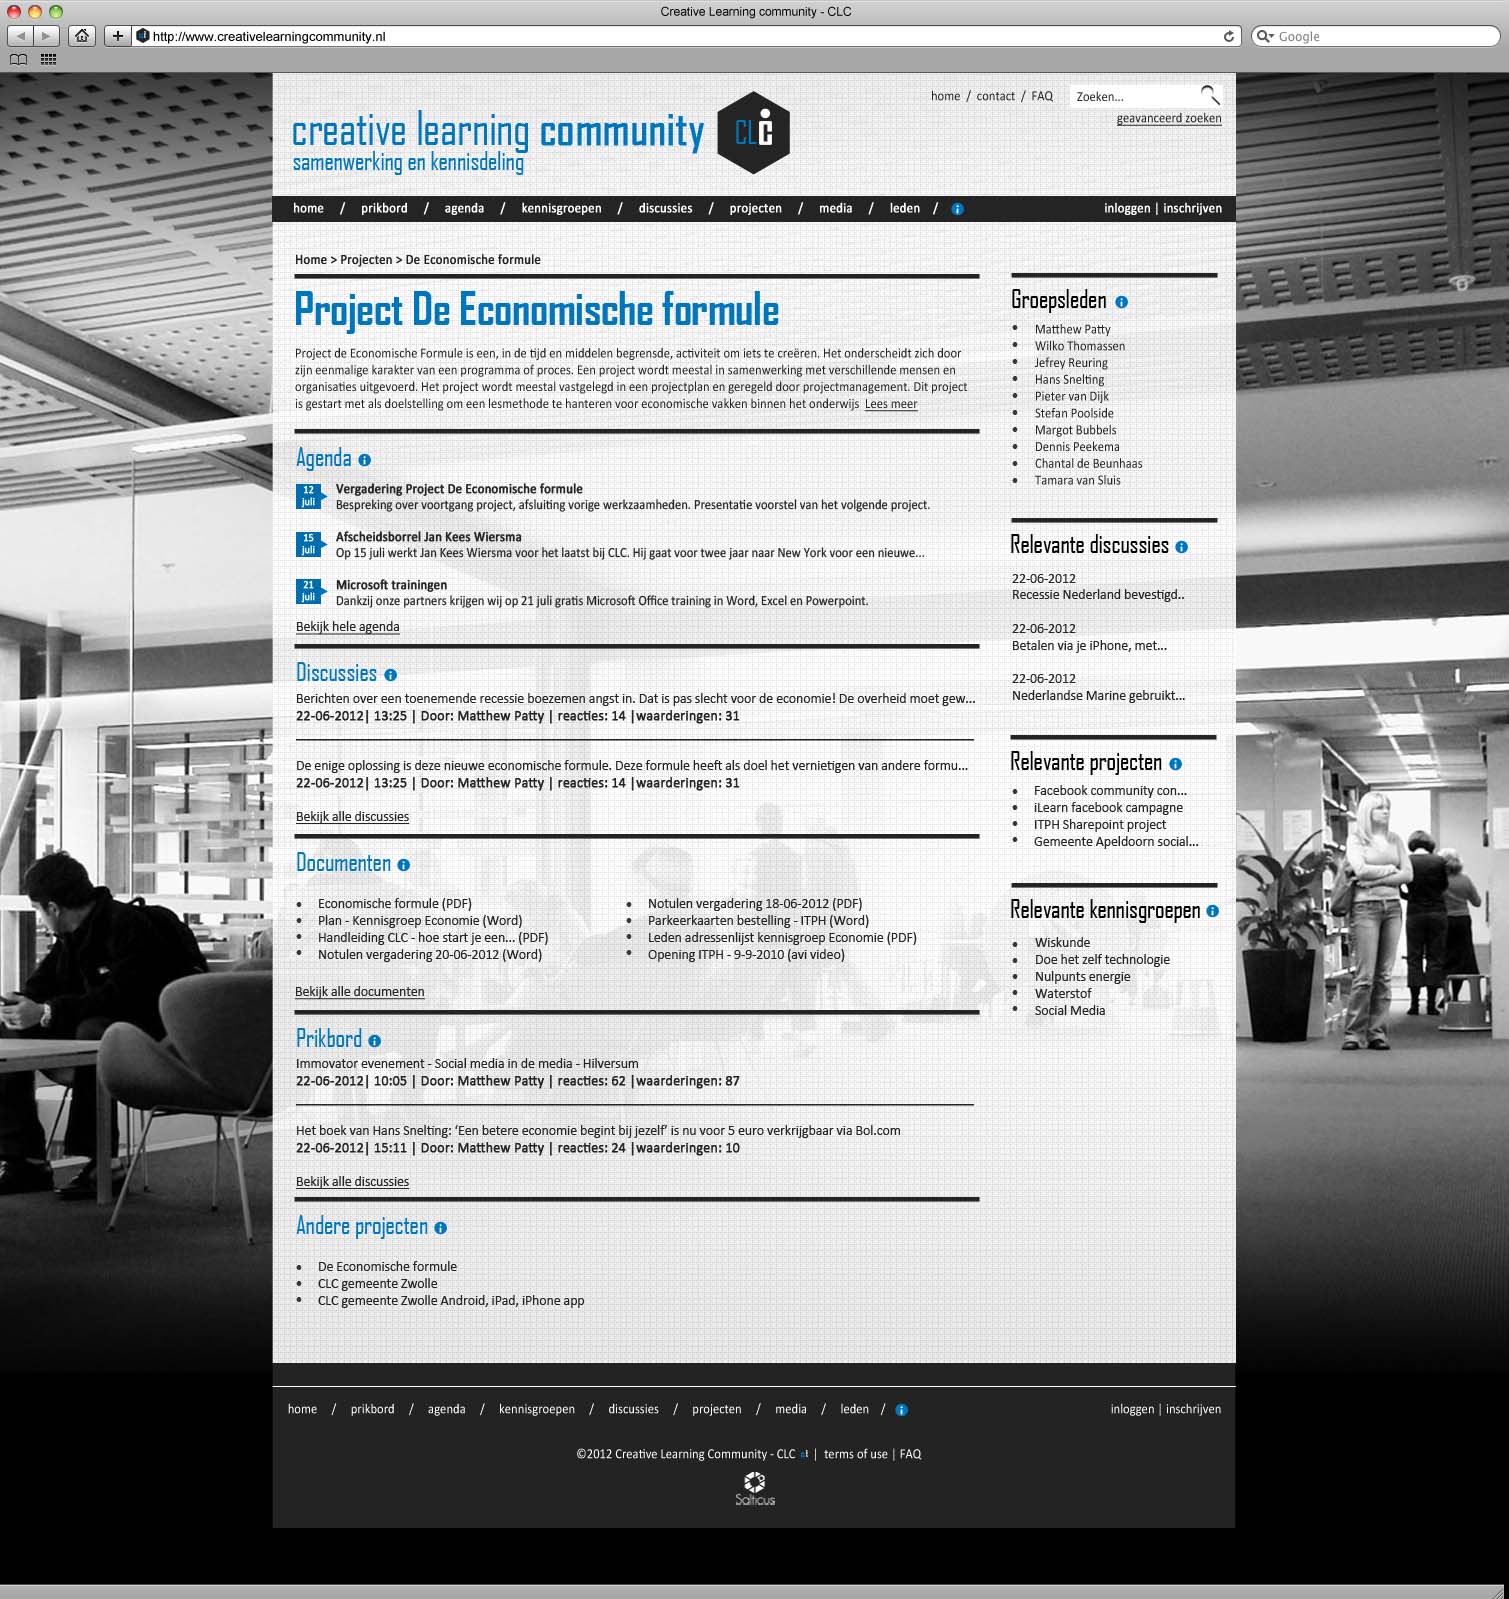 Creative Learning community - CLC
http://www.creativelearningcommunity.nl
Google
home / contact / FAQ
Zoeken...
geavanceerd zoeken
creative learning community
CLC
samenwerking en kennisdeling
home / prikbord / agenda / kennisgroepen / discussies / projecten / media / leden / i
inloggen | inschrijven
Home > Projecten > De Economische formule
Project De Economische formule
Project de Economische Formule is een, in de tijd en middelen begrensde, activiteit om iets te creëren. Het onderscheidt zich door
zijn eenmalige karakter van een programma of proces. Een project wordt meestal in samenwerking met verschillende mensen en
organisaties uitgevoerd. Het project wordt meestal vastgelegd in een projectplan en geregeld door projectmanagement. Dit project
is gestart met als doelstelling om een lesmethode te hanteren voor economische vakken binnen het onderwijs Lees meer
Agenda i
12
juli
Vergadering Project De Economische formule
Bespreking over voortgang project, afsluiting vorige werkzaamheden. Presentatie voorstel van het volgende project.
15
juli
Afscheidsborrel Jan Kees Wiersma
Op 15 juli werkt Jan Kees Wiersma voor het laatst bij CLC. Hij gaat voor twee jaar naar New York voor een nieuwe...
21
juli
Microsoft trainingen
Dankzij onze partners krijgen wij op 21 juli gratis Microsoft Office training in Word, Excel en Powerpoint.
Bekijk hele agenda
Discussies i
Berichten over een toenemende recessie boezemen angst in. Dat is pas slecht voor de economie! De overheid moet gew...
22-06-2012| 13:25 | Door: Matthew Patty | reacties: 14 |waarderingen: 31
De enige oplossing is deze nieuwe economische formule. Deze formule heeft als doel het vernietigen van andere formu...
22-06-2012| 13:25 | Door: Matthew Patty | reacties: 14 |waarderingen: 31
Bekijk alle discussies
Documenten i
• Economische formule (PDF)
• Plan - Kennisgroep Economie (Word)
• Handleiding CLC - hoe start je een... (PDF)
• Notulen vergadering 20-06-2012 (Word)
• Notulen vergadering 18-06-2012 (PDF)
• Parkeerkaarten bestelling - ITPH (Word)
• Leden adressenlijst kennisgroep Economie (PDF)
• Opening ITPH - 9-9-2010 (avi video)
Bekijk alle documenten
Prikbord i
Immovator evenement - Social media in de media - Hilversum
22-06-2012| 10:05 | Door: Matthew Patty | reacties: 62 |waarderingen: 87
Het boek van Hans Snelting: ‘Een betere economie begint bij jezelf’ is nu voor 5 euro verkrijgbaar via Bol.com
22-06-2012| 15:11 | Door: Matthew Patty | reacties: 24 |waarderingen: 10
Bekijk alle discussies
Andere projecten i
• De Economische formule
• CLC gemeente Zwolle
• CLC gemeente Zwolle Android, iPad, iPhone app
Groepsleden i
• Matthew Patty
• Wilko Thomassen
• Jefrey Reuring
• Hans Snelting
• Pieter van Dijk
• Stefan Poolside
• Margot Bubbels
• Dennis Peekema
• Chantal de Beunhaas
• Tamara van Sluis
Relevante discussies i
22-06-2012
Recessie Nederland bevestigd..
22-06-2012
Betalen via je iPhone, met...
22-06-2012
Nederlandse Marine gebruikt...
Relevante projecten i
• Facebook community con...
• iLearn facebook campagne
• ITPH Sharepoint project
• Gemeente Apeldoorn social...
Relevante kennisgroepen i
• Wiskunde
• Doe het zelf technologie
• Nulpunts energie
• Waterstof
• Social Media
home / prikbord / agenda / kennisgroepen / discussies / projecten / media / leden / i
inloggen | inschrijven
©2012 Creative Learning Community - CLC | terms of use | FAQ
Salticus